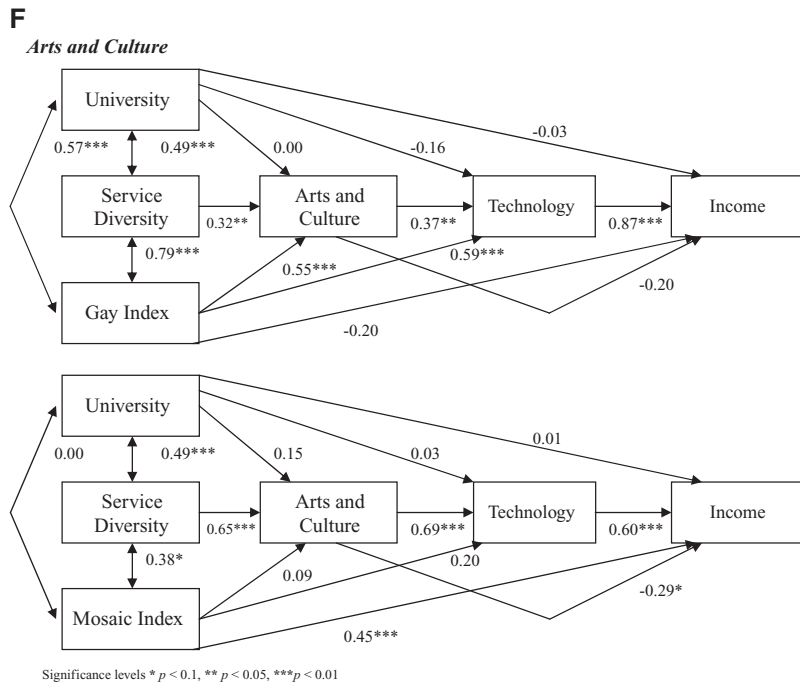 F
Arts and Culture
University
-0.03
0.57***
0.49***
0.00
-0.16
Service
Diversity
Arts and
Culture
Technology
Income
0.32**
0.37**
0.87***
0.79***
0.55***
0.59***
-0.20
Gay Index
-0.20
University
0.01
0.00
0.49***
0.15
0.03
Service
Diversity
Arts and
Culture
Technology
Income
0.65***
0.69***
0.60***
0.38*
0.09
0.20
-0.29*
Mosaic Index
0.45***
Significance levels * p < 0.1, ** p < 0.05, ***p < 0.01